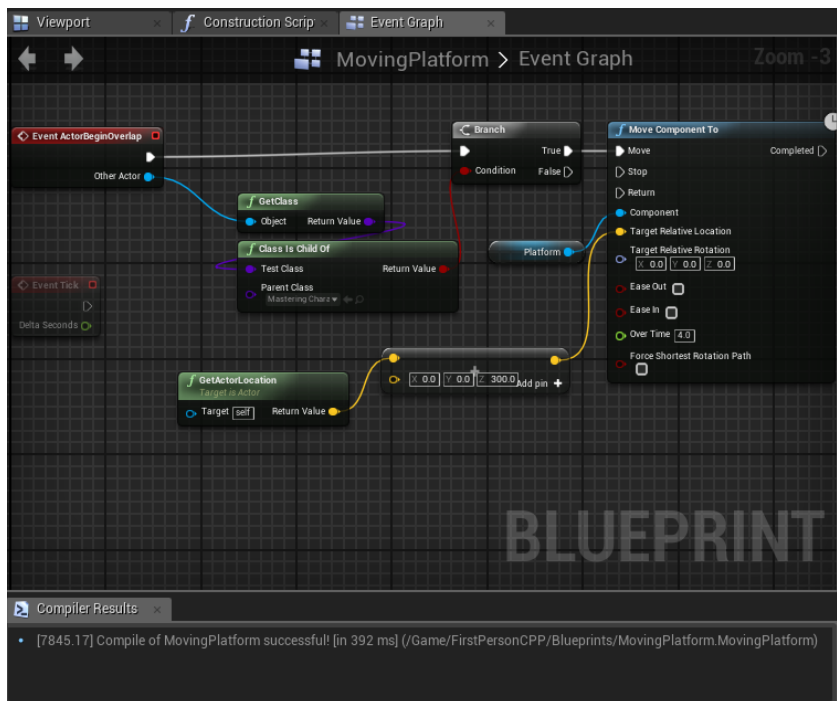 Viewport
Construction Scrip
Event Graph
MovingPlatform > Event Graph
Zoom -3
Event ActorBeginOverlap
Other Actor
Branch
True
Condition
False
Move Component To
Move
Completed
Stop
Return
Component
Target Relative Location
Target Relative Rotation
X 0.0 Y 0.0 Z 0.0
Ease Out
Ease In
Over Time 4.0
Force Shortest Rotation Path
GetClass
Object
Return Value
Class Is Child Of
Test Class
Return Value
Parent Class
Mastering Chara
Platform
Event Tick
Delta Seconds
GetActorLocation
Target is Actor
Target self
Return Value
X 0.0 Y 0.0 Z 300.0
Add pin +
BLUEPRINT
Compiler Results
[7845.17] Compile of MovingPlatform successful! [in 392 ms] (/Game/FirstPersonCPP/Blueprints/MovingPlatform.MovingPlatform)